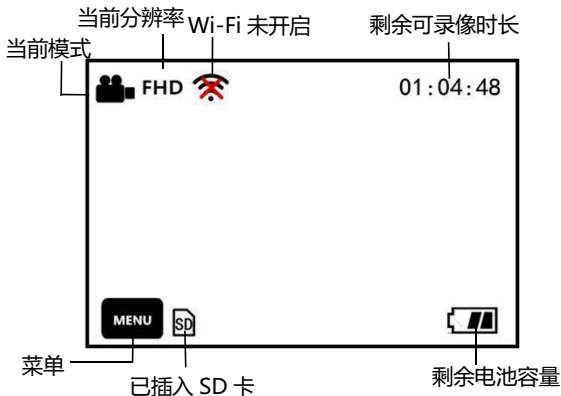 当前分辨率
Wi-Fi 未开启
剩余可录像时长
当前模式
FHD
01:04:48
MENU
SD
菜单
已插入 SD 卡
剩余电池容量